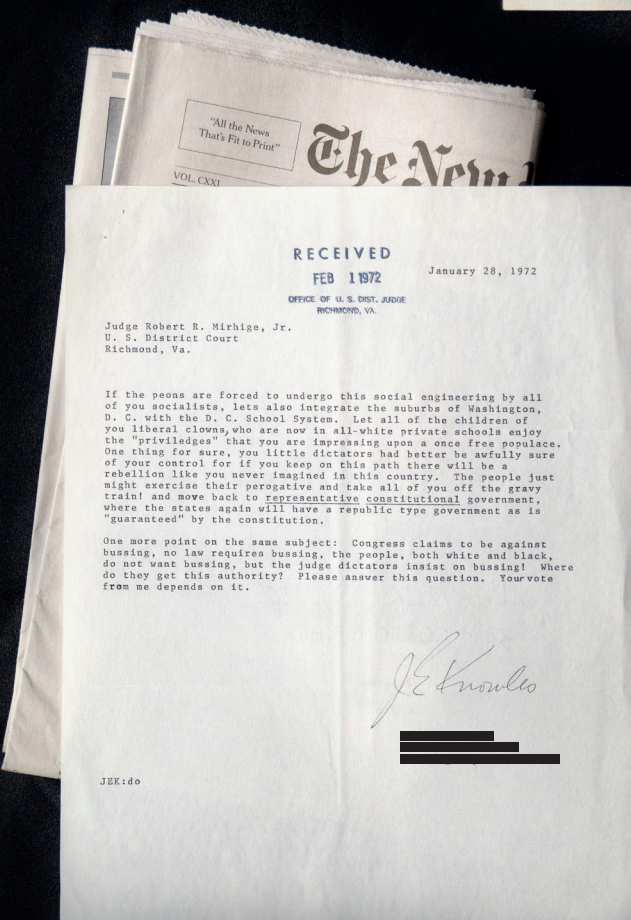 "All the News
That's Fit to Print"
The New
VOL. CXXI
RECEIVED
FEB 1 1972
January 28, 1972
OFFICE OF U. S. DIST. JUDGE
RICHMOND, VA.
Judge Robert R. Mirhige, Jr.
U. S. District Court
Richmond, Va.
If the peons are forced to undergo this social engineering by all
of you socialists, lets also integrate the suburbs of Washington,
D. C. with the D. C. School System. Let all of the children of
you liberal clowns, who are now in all-white private schools enjoy
the "priviledges" that you are impressing upon a once free populace.
One thing for sure, you little dictators had better be awfully sure
of your control for if you keep on this path there will be a
rebellion like you never imagined in this country. The people just
might exercise their perogative and take all of you off the gravy
train! and move back to representative constitutional government,
where the states again will have a republic type government as is
"guaranteed" by the constitution.
One more point on the same subject: Congress claims to be against
bussing, no law requires bussing, the people, both white and black,
do not want bussing, but the judge dictators insist on bussing! Where
do they get this authority? Please answer this question. Your vote
from me depends on it.
J E Knowles
JEK:do